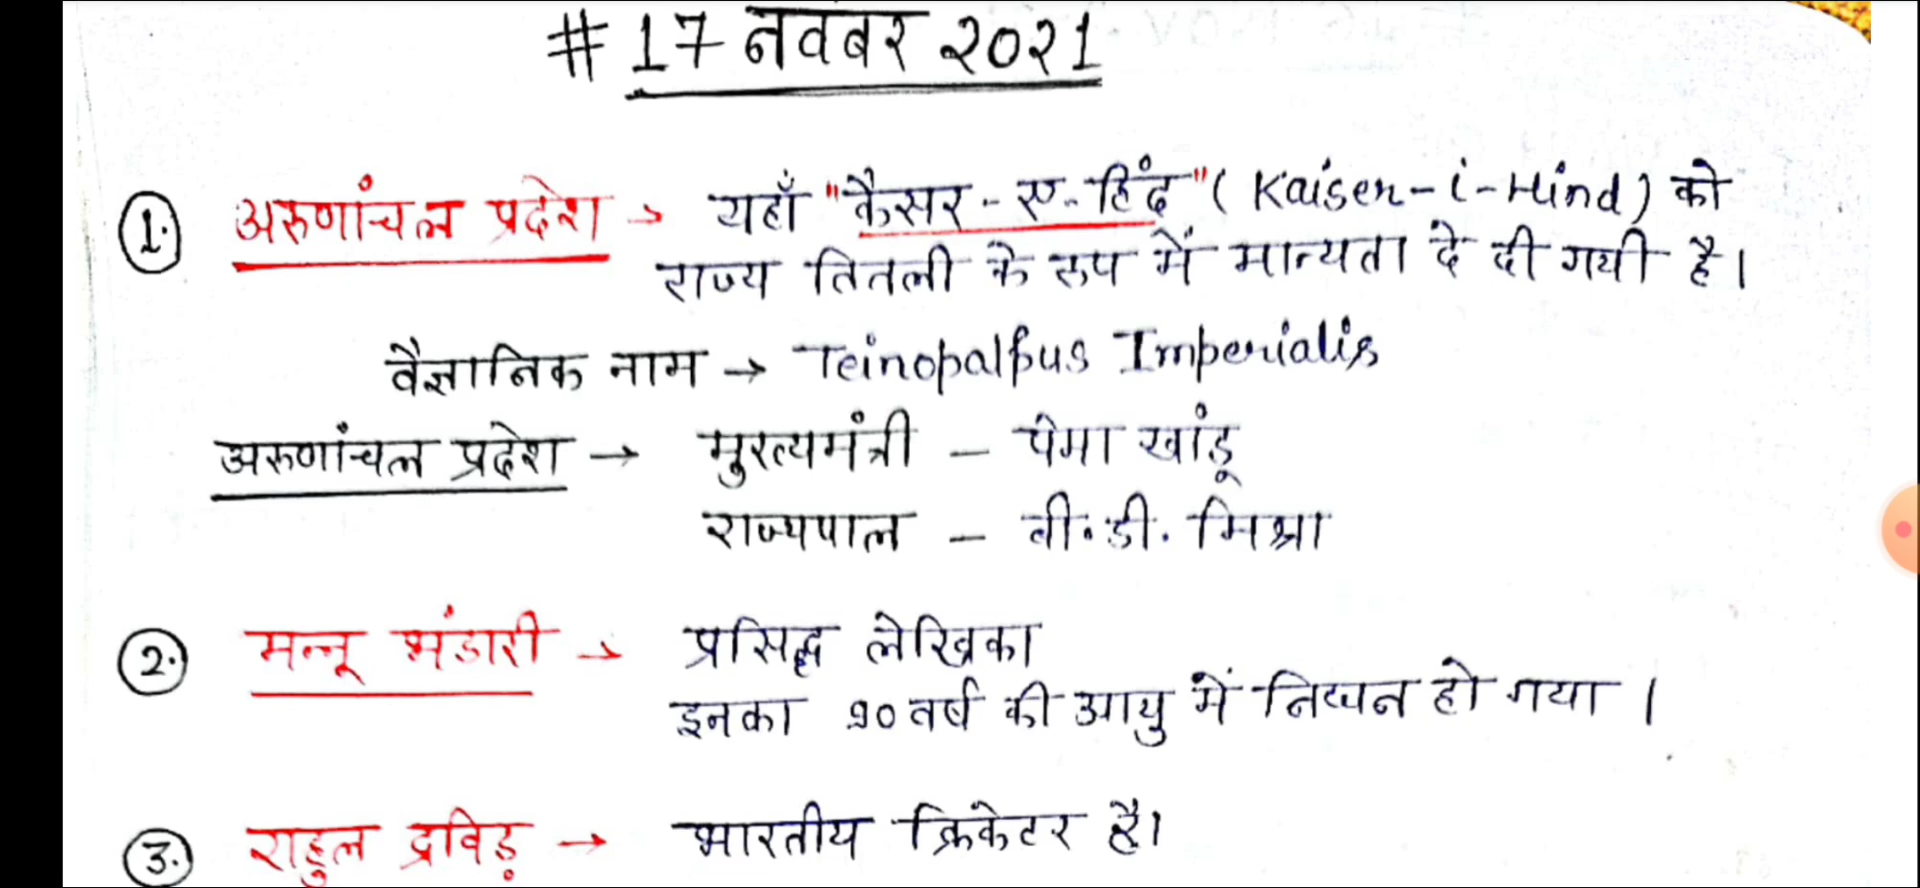 # 17 नवंबर 2021
1. अरुणांचल प्रदेश → यहाँ "कैसर-ए-हिंद" (Kaiser-i-Hind) को
राज्य तितली के रूप में मान्यता दे दी गयी है।
वैज्ञानिक नाम → Teinopalpus Imperialis
अरुणांचल प्रदेश → मुख्यमंत्री – पेमा खांडू
राज्यपाल – बी.डी. मिश्रा
2. मन्नू भंडारी → प्रसिद्ध लेखिका
इनका 90 वर्ष की आयु में निधन हो गया।
3. राहुल द्रविड़ → भारतीय क्रिकेटर है।